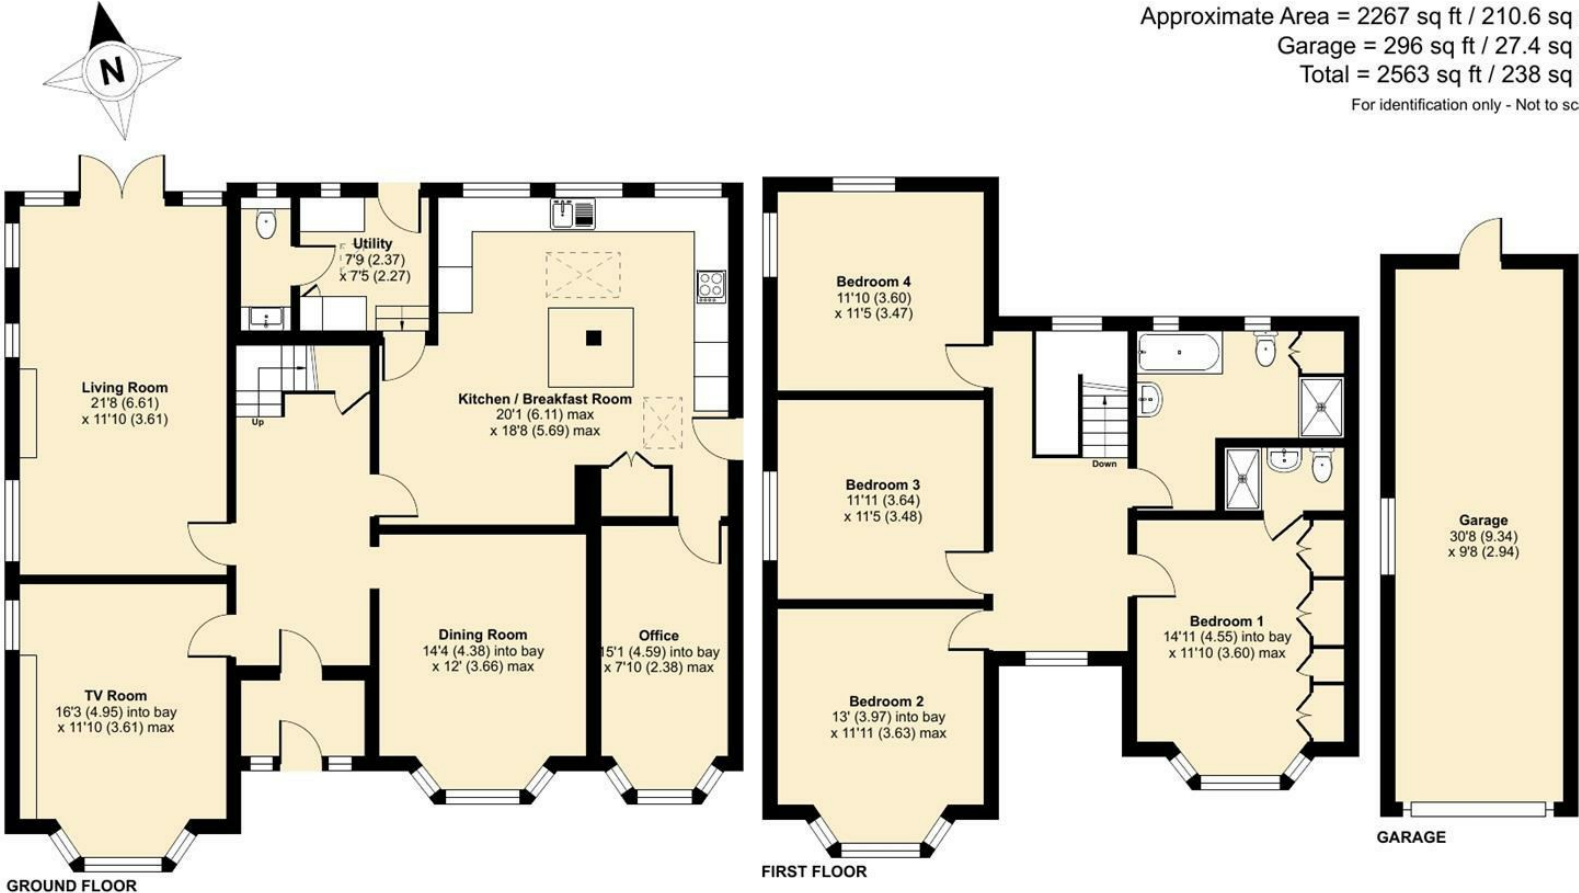 Approximate Area = 2267 sq ft / 210.6 sq
Garage = 296 sq ft / 27.4 sq
Total = 2563 sq ft / 238 sq
For identification only - Not to sc
N
Utility
7'9 (2.37)
x 7'5 (2.27)
Living Room
21'8 (6.61)
x 11'10 (3.61)
Up
Kitchen / Breakfast Room
20'1 (6.11) max
x 18'8 (5.69) max
TV Room
16'3 (4.95) into bay
x 11'10 (3.61) max
Dining Room
14'4 (4.38) into bay
x 12' (3.66) max
Office
15'1 (4.59) into bay
x 7'10 (2.38) max
GROUND FLOOR
Bedroom 4
11'10 (3.60)
x 11'5 (3.47)
Down
Bedroom 3
11'11 (3.64)
x 11'5 (3.48)
Bedroom 1
14'11 (4.55) into bay
x 11'10 (3.60) max
Bedroom 2
13' (3.97) into bay
x 11'11 (3.63) max
FIRST FLOOR
Garage
30'8 (9.34)
x 9'8 (2.94)
GARAGE